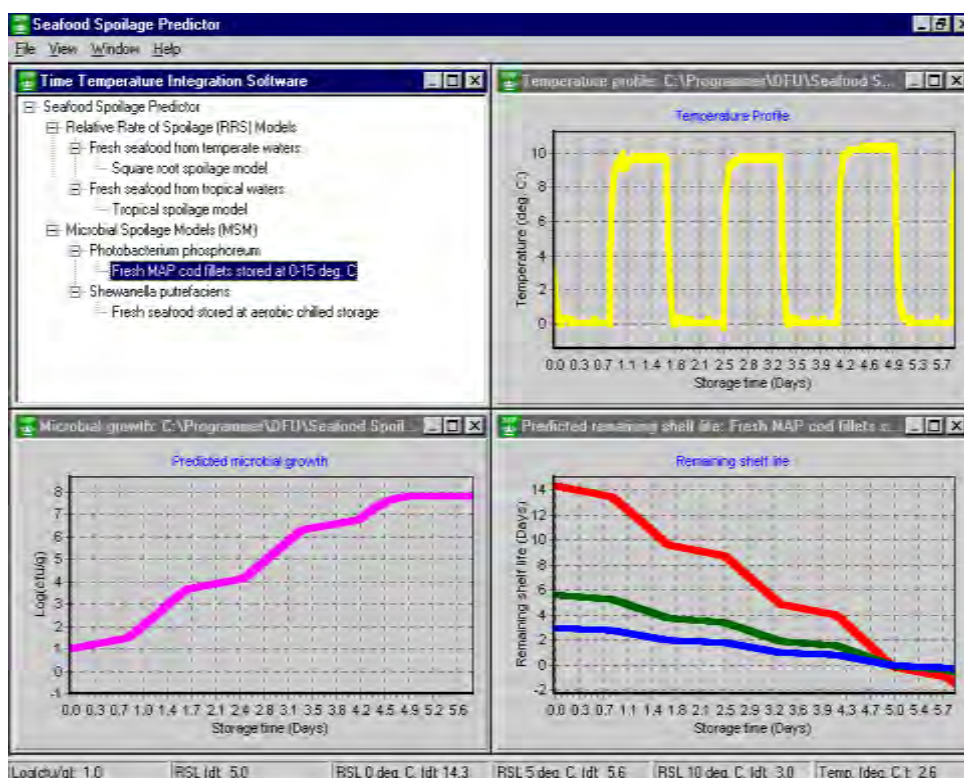 Seafood Spoilage Predictor
File View Window Help
Time Temperature Integration Software
Seafood Spoilage Predictor
Relative Rate of Spoilage (RRS) Models
Fresh seafood from temperate waters
Square root spoilage model
Fresh seafood from tropical waters
Tropical spoilage model
Microbial Spoilage Models (MSM)
Photobacterium phosphoreum
Fresh MAP cod fillets stored at 0-15 deg. C
Shewanella putrefaciens
Fresh seafood stored at aerobic chilled storage
Temperature profile: C:\Programmer\DFU\Seafood S...
Temperature Profile
Temperature (deg. C:)
10
8
6
4
2
0
0.0 0.3 0.7 1.1 1.4 1.8 2.1 2.5 2.8 3.2 3.5 3.9 4.2 4.6 4.9 5.3 5.7
Storage time (Days)
Microbial growth: C:\Programmer\DFU\Seafood Spoil...
Predicted microbial growth
Log(cfu/g)
8
7
6
5
4
3
2
1
0
-1
0.0 0.3 0.7 1.0 1.4 1.7 2.1 2.4 2.8 3.1 3.5 3.8 4.2 4.5 4.9 5.2 5.6
Storage time (Days)
Predicted remaining shelf life: Fresh MAP cod fillets s...
Remaining shelf life
Remaining shelf life (Days)
14
12
10
8
6
4
2
0
-2
0.0 0.3 0.7 1.1 1.4 1.8 2.1 2.5 2.9 3.2 3.6 3.9 4.3 4.7 5.0 5.4 5.7
Storage time (Days)
Log(cfu/g): 1.0 RSL (d): 5.0 RSL 0 deg. C. (d): 14.3 RSL 5 deg. C. (d): 5.6 RSL 10 deg. C. (d): 3.0 Temp. (deg. C.): 2.6